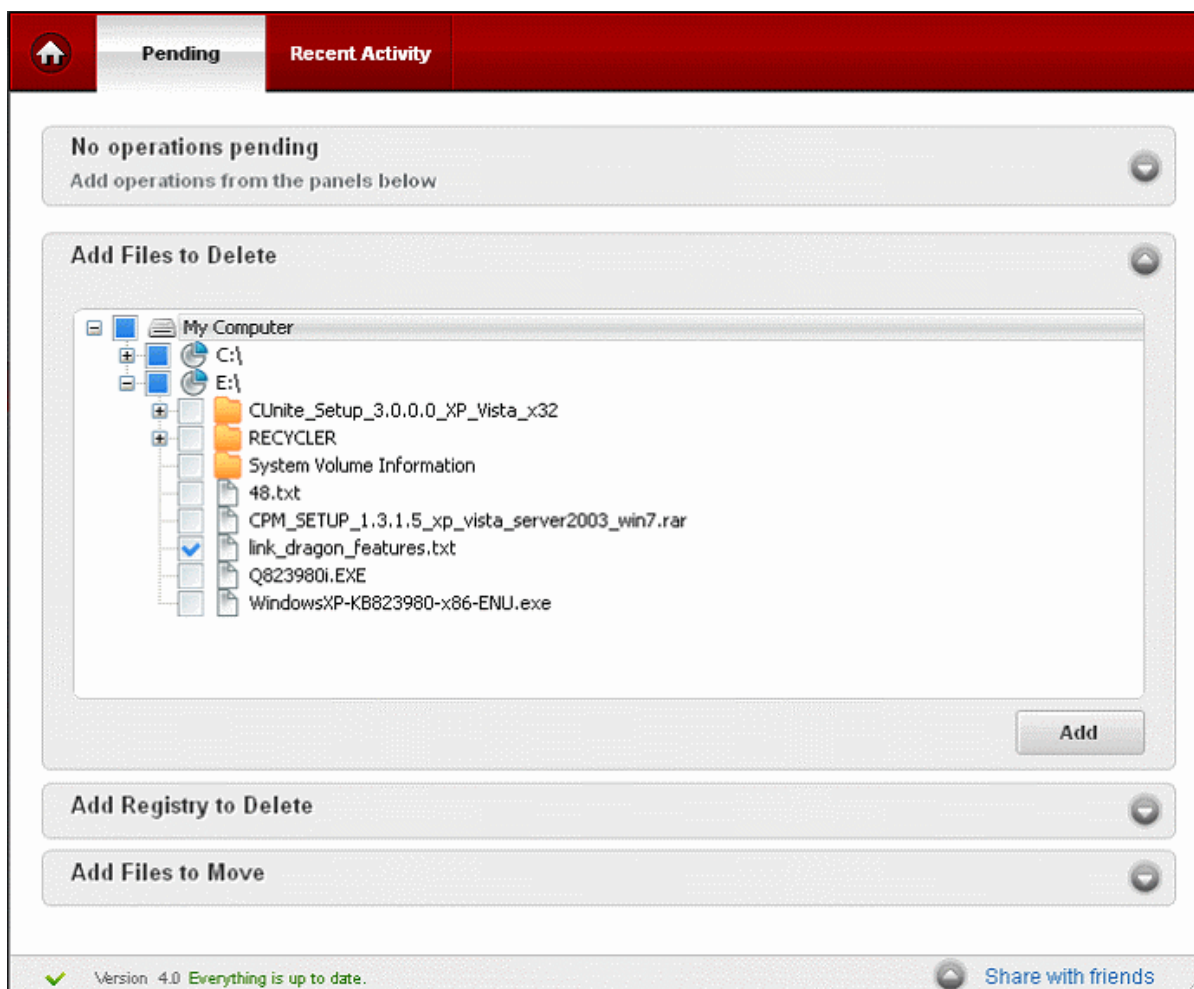 Pending
Recent Activity
No operations pending
Add operations from the panels below
Add Files to Delete
My Computer
C:\
E:\
CUnite_Setup_3.0.0.0_XP_Vista_x32
RECYCLER
System Volume Information
48.txt
CPM_SETUP_1.3.1.5_xp_vista_server2003_win7.rar
link_dragon_features.txt
Q823980i.EXE
WindowsXP-KB823980-x86-ENU.exe
Add
Add Registry to Delete
Add Files to Move
Version 4.0 Everything is up to date.
Share with friends